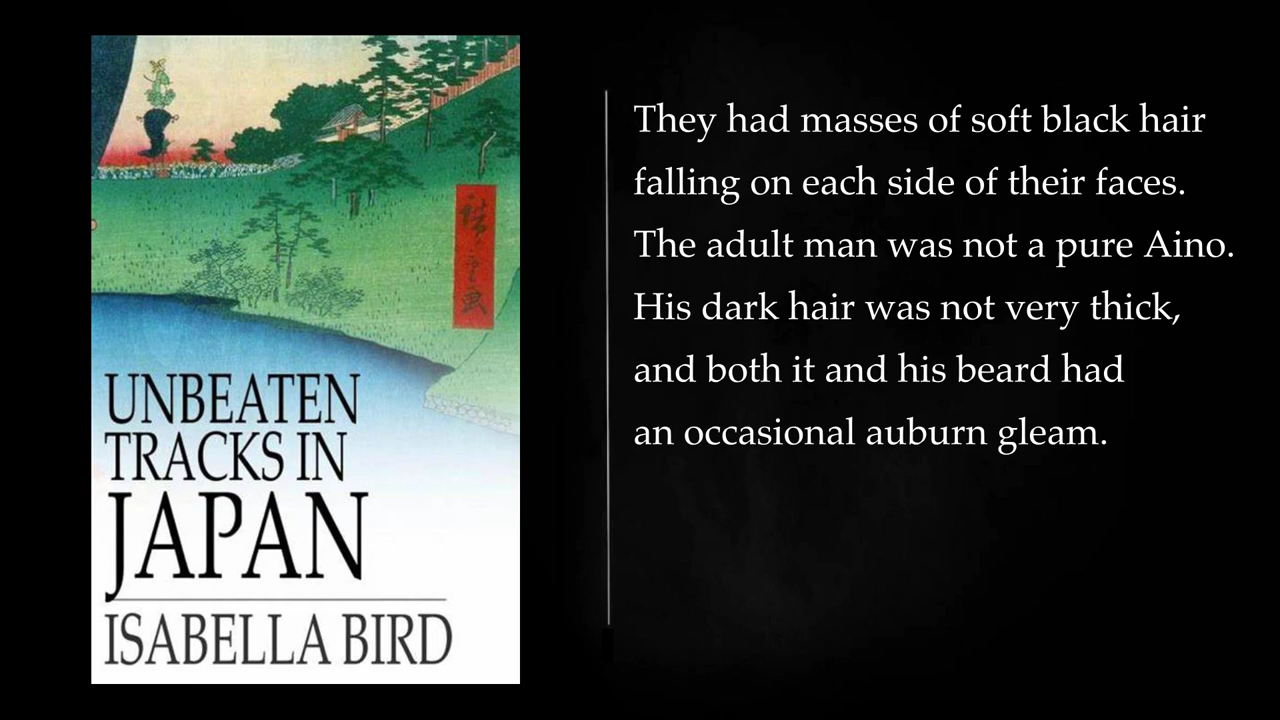 UNBEATEN
TRACKS IN
JAPAN
ISABELLA BIRD
They had masses of soft black hair
falling on each side of their faces.
The adult man was not a pure Aino.
His dark hair was not very thick,
and both it and his beard had
an occasional auburn gleam.